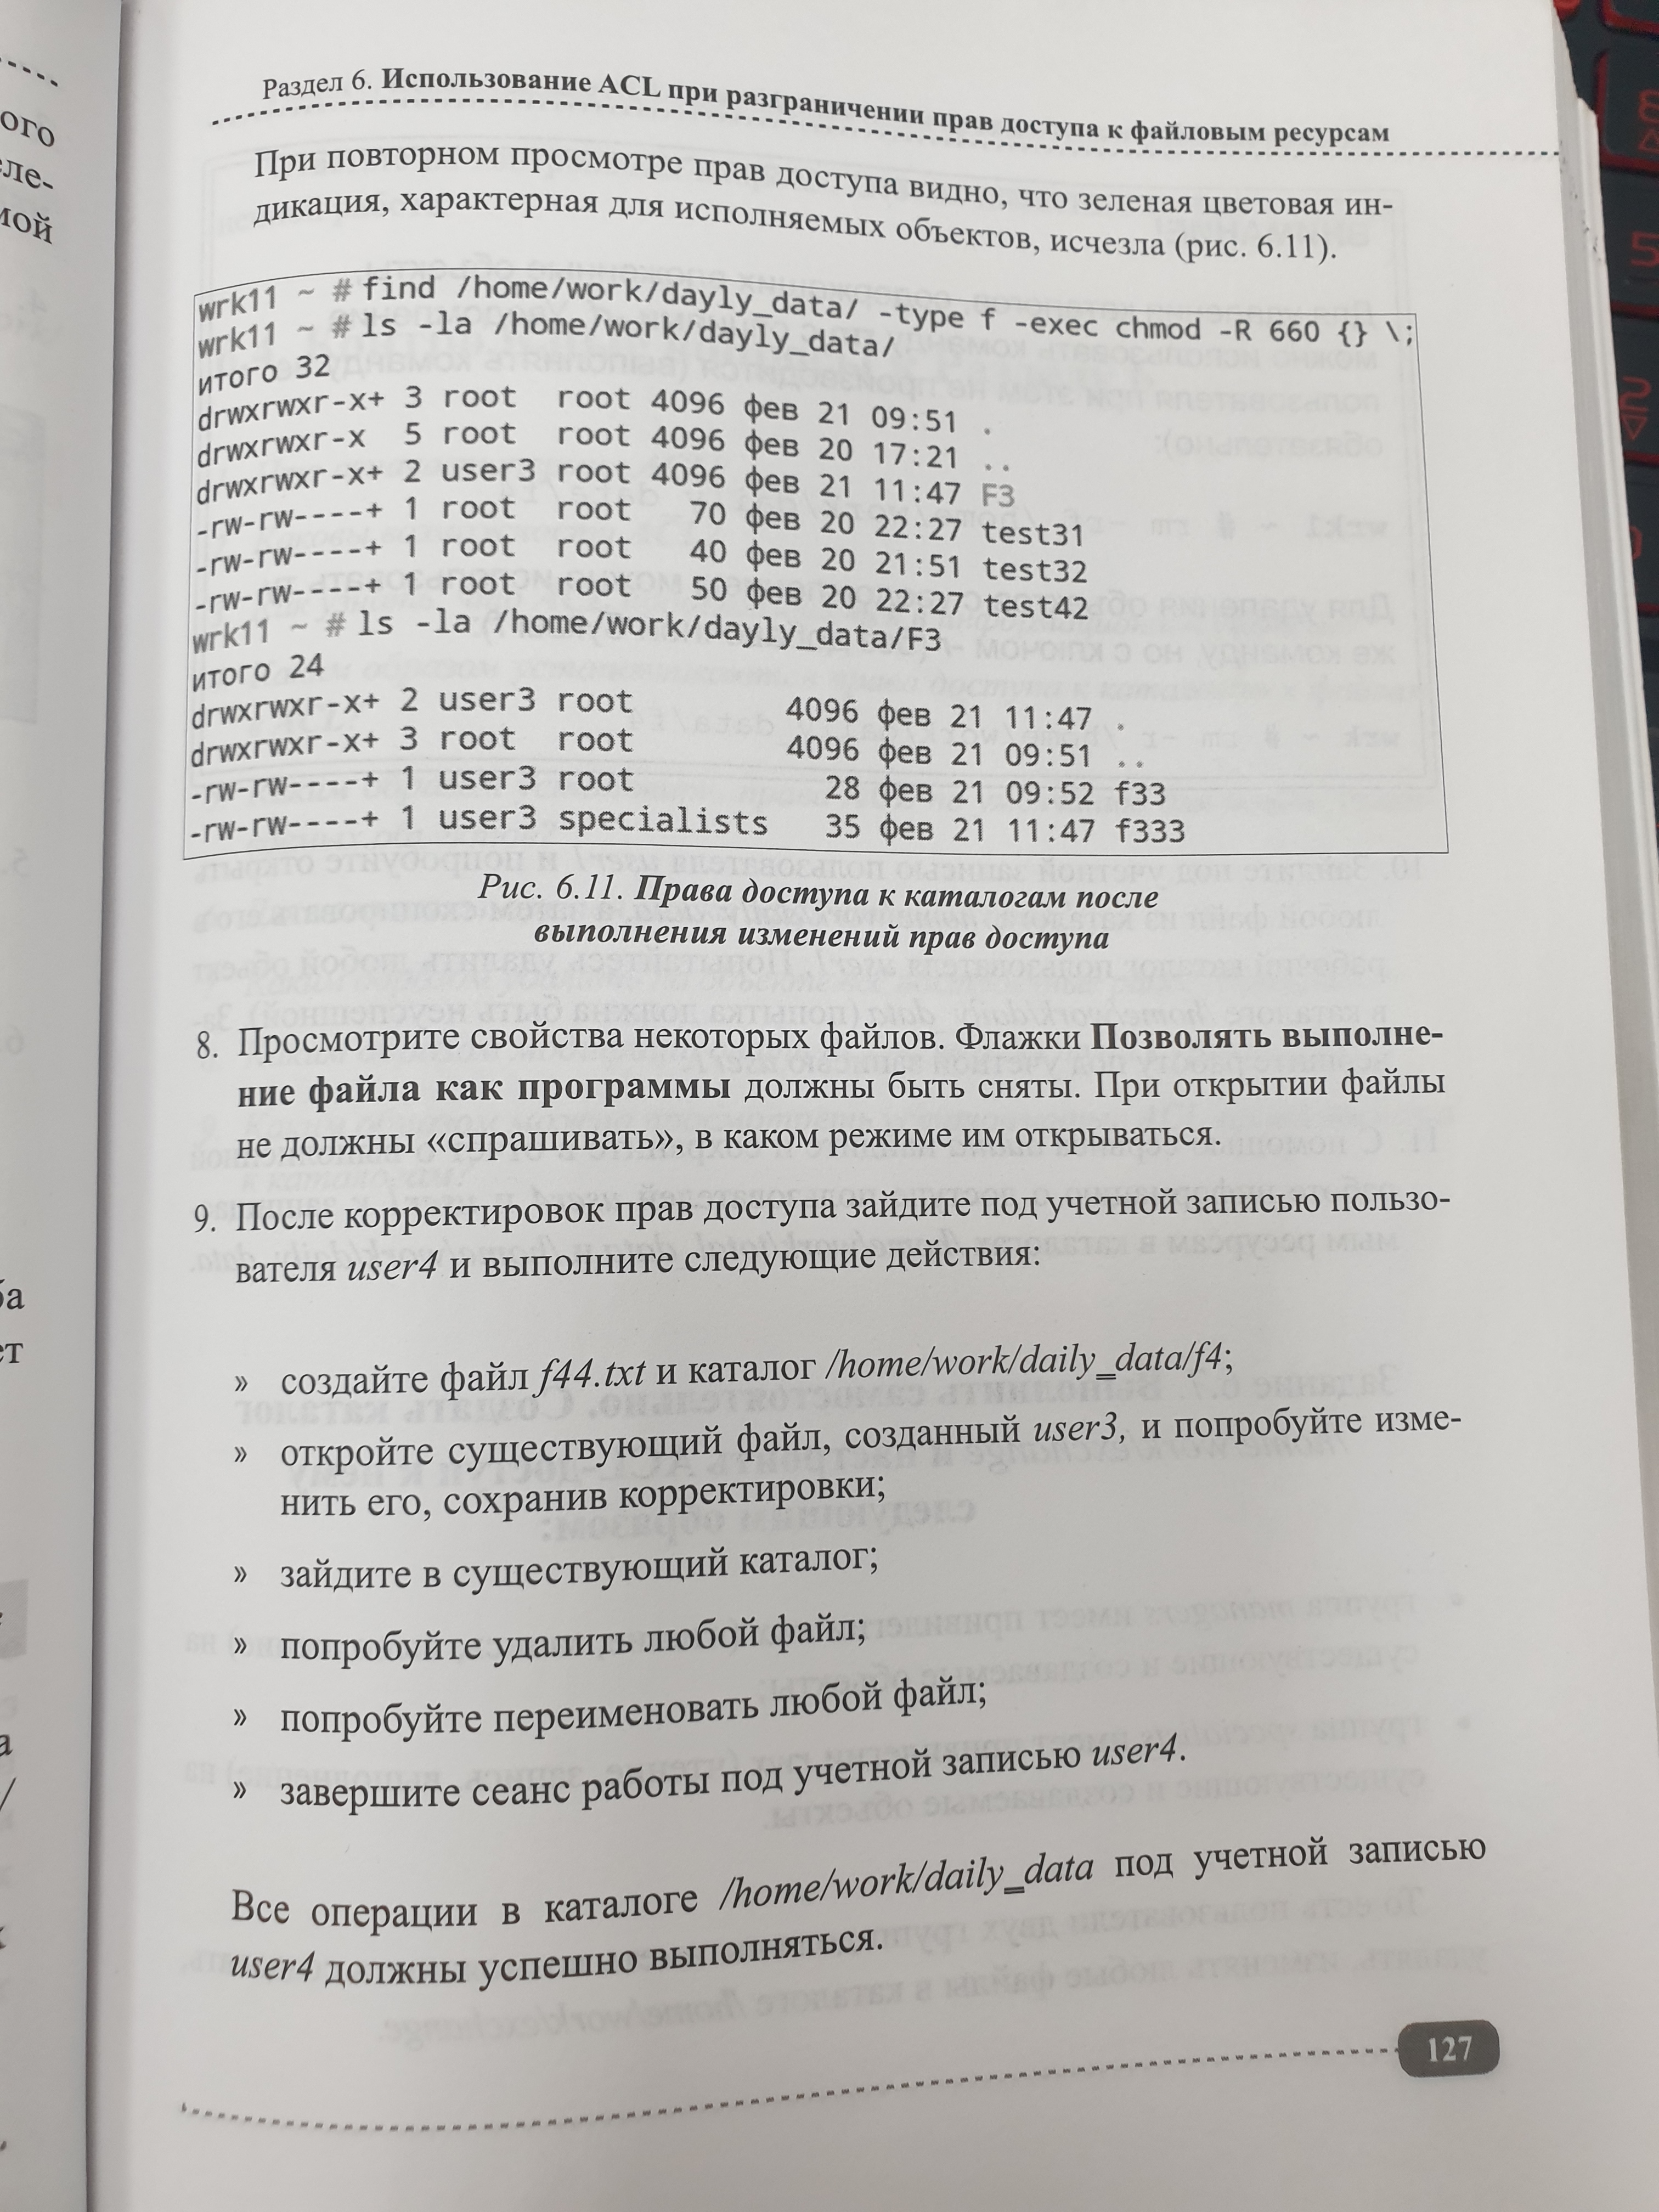 Раздел 6. Использование ACL при разграничении прав доступа к файловым ресурсам
При повторном просмотре прав доступа видно, что зеленая цветовая ин-
дикация, характерная для исполняемых объектов, исчезла (рис. 6.11).
wrk11 ~ # find /home/work/dayly_data/ -type f -exec chmod -R 660 {} \;
wrk11 ~ # ls -la /home/work/dayly_data/
итого 32
drwxrwxr-x+ 3 root root 4096 фев 21 09:51 .
drwxrwxr-x 5 root root 4096 фев 20 17:21 ..
drwxrwxr-x+ 2 user3 root 4096 фев 21 11:47 F3
-rw-rw----+ 1 root root 70 фев 20 22:27 test31
-rw-rw----+ 1 root root 40 фев 20 21:51 test32
-rw-rw----+ 1 root root 50 фев 20 22:27 test42
wrk11 ~ # ls -la /home/work/dayly_data/F3
итого 24
drwxrwxr-x+ 2 user3 root 4096 фев 21 11:47 .
drwxrwxr-x+ 3 root root 4096 фев 21 09:51 ..
-rw-rw----+ 1 user3 root 28 фев 21 09:52 f33
-rw-rw----+ 1 user3 specialists 35 фев 21 11:47 f333
Рис. 6.11. Права доступа к каталогам после
выполнения изменений прав доступа
8. Просмотрите свойства некоторых файлов. Флажки Позволять выполне-
ние файла как программы должны быть сняты. При открытии файлы
не должны «спрашивать», в каком режиме им открываться.
9. После корректировок прав доступа зайдите под учетной записью пользо-
вателя user4 и выполните следующие действия:
» создайте файл f44.txt и каталог /home/work/daily_data/f4;
» откройте существующий файл, созданный user3, и попробуйте изме-
нить его, сохранив корректировки;
» зайдите в существующий каталог;
» попробуйте удалить любой файл;
» попробуйте переименовать любой файл;
» завершите сеанс работы под учетной записью user4.
Все операции в каталоге /home/work/daily_data под учетной записью
user4 должны успешно выполняться.
127